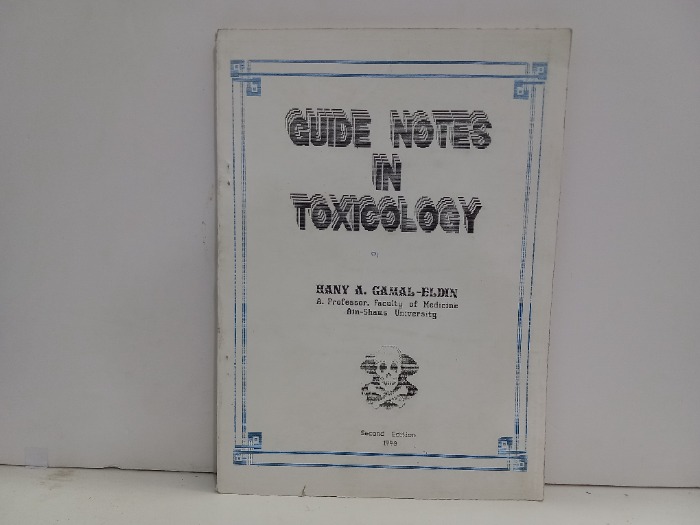 GUIDE NOTES
IN
TOXICOLOGY
HANY A. GAMAL-ELDIN
A. Professor, Faculty of Medicine
Ain-Shams University
Second Edition